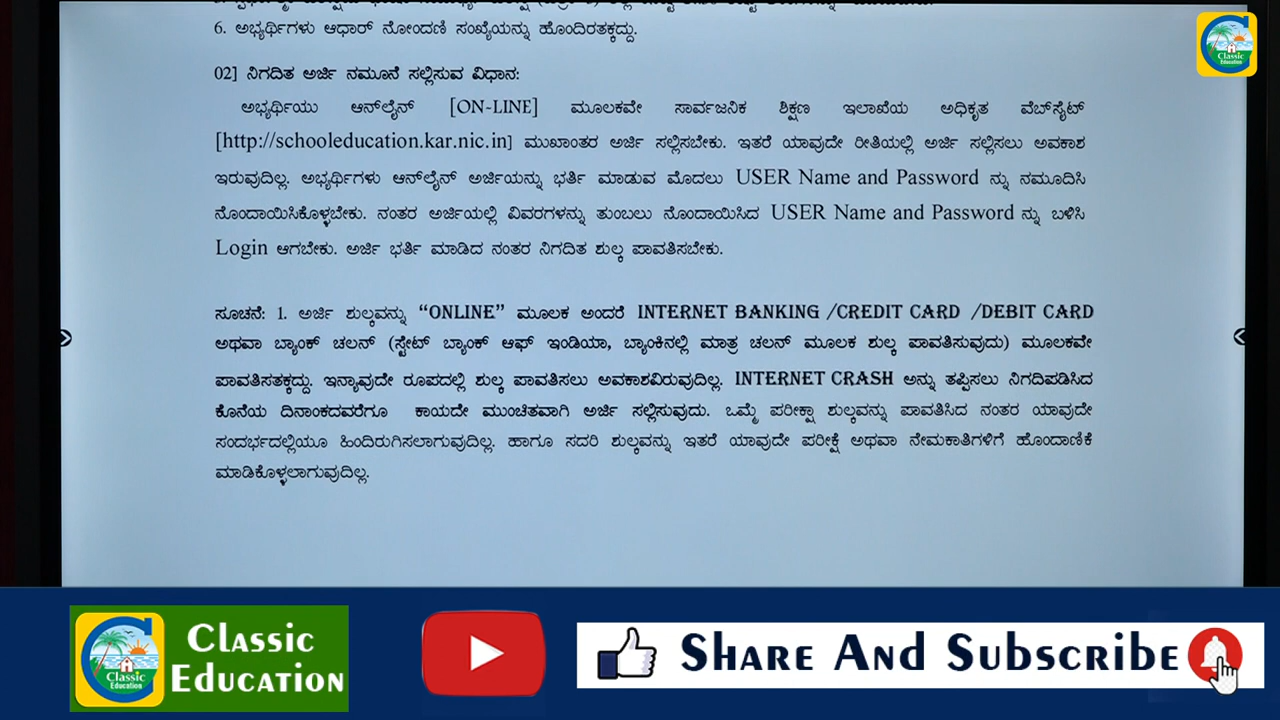 6. ಅಭ್ಯರ್ಥಿಗಳು ಆಧಾರ್ ನೋಂದಣಿ ಸಂಖ್ಯೆಯನ್ನು ಹೊಂದಿರತಕ್ಕದ್ದು.
02] ನಿಗದಿತ ಅರ್ಜಿ ನಮೂನೆ ಸಲ್ಲಿಸುವ ವಿಧಾನ:
ಅಭ್ಯರ್ಥಿಯು ಆನ್‌ಲೈನ್ [ON-LINE] ಮೂಲಕವೇ ಸಾರ್ವಜನಿಕ ಶಿಕ್ಷಣ ಇಲಾಖೆಯ ಅಧಿಕೃತ ವೆಬ್‌ಸೈಟ್
[http://schooleducation.kar.nic.in] ಮುಖಾಂತರ ಅರ್ಜಿ ಸಲ್ಲಿಸಬೇಕು. ಇತರೆ ಯಾವುದೇ ರೀತಿಯಲ್ಲಿ ಅರ್ಜಿ ಸಲ್ಲಿಸಲು ಅವಕಾಶ
ಇರುವುದಿಲ್ಲ. ಅಭ್ಯರ್ಥಿಗಳು ಆನ್‌ಲೈನ್ ಅರ್ಜಿಯನ್ನು ಭರ್ತಿ ಮಾಡುವ ಮೊದಲು USER Name and Password ನ್ನು ನಮೂದಿಸಿ
ನೊಂದಾಯಿಸಿಕೊಳ್ಳಬೇಕು. ನಂತರ ಅರ್ಜಿಯಲ್ಲಿ ವಿವರಗಳನ್ನು ತುಂಬಲು ನೊಂದಾಯಿಸಿದ USER Name and Password ನ್ನು ಬಳಿಸಿ
Login ಆಗಬೇಕು. ಅರ್ಜಿ ಭರ್ತಿ ಮಾಡಿದ ನಂತರ ನಿಗದಿತ ಶುಲ್ಕ ಪಾವತಿಸಬೇಕು.
ಸೂಚನೆ: 1. ಅರ್ಜಿ ಶುಲ್ಕವನ್ನು “ONLINE” ಮೂಲಕ ಅಂದರೆ INTERNET BANKING /CREDIT CARD /DEBIT CARD
ಅಥವಾ ಬ್ಯಾಂಕ್ ಚಲನ್ (ಸ್ಟೇಟ್ ಬ್ಯಾಂಕ್ ಆಫ್ ಇಂಡಿಯಾ, ಬ್ಯಾಂಕಿನಲ್ಲಿ ಮಾತ್ರ ಚಲನ್ ಮೂಲಕ ಶುಲ್ಕ ಪಾವತಿಸುವುದು) ಮೂಲಕವೇ
ಪಾವತಿಸತಕ್ಕದ್ದು. ಇನ್ಯಾವುದೇ ರೂಪದಲ್ಲಿ ಶುಲ್ಕ ಪಾವತಿಸಲು ಅವಕಾಶವಿರುವುದಿಲ್ಲ. INTERNET CRASH ಅನ್ನು ತಪ್ಪಿಸಲು ನಿಗದಿಪಡಿಸಿದ
ಕೊನೆಯ ದಿನಾಂಕದವರೆಗೂ ಕಾಯದೇ ಮುಂಚಿತವಾಗಿ ಅರ್ಜಿ ಸಲ್ಲಿಸುವುದು. ಒಮ್ಮೆ ಪರೀಕ್ಷಾ ಶುಲ್ಕವನ್ನು ಪಾವತಿಸಿದ ನಂತರ ಯಾವುದೇ
ಸಂದರ್ಭದಲ್ಲಿಯೂ ಹಿಂದಿರುಗಿಸಲಾಗುವುದಿಲ್ಲ. ಹಾಗೂ ಸದರಿ ಶುಲ್ಕವನ್ನು ಇತರೆ ಯಾವುದೇ ಪರೀಕ್ಷೆ ಅಥವಾ ನೇಮಕಾತಿಗಳಿಗೆ ಹೊಂದಾಣಿಕೆ
ಮಾಡಿಕೊಳ್ಳಲಾಗುವುದಿಲ್ಲ.
Classic
Education
Classic
Education
Classic
Education
Share And Subscribe